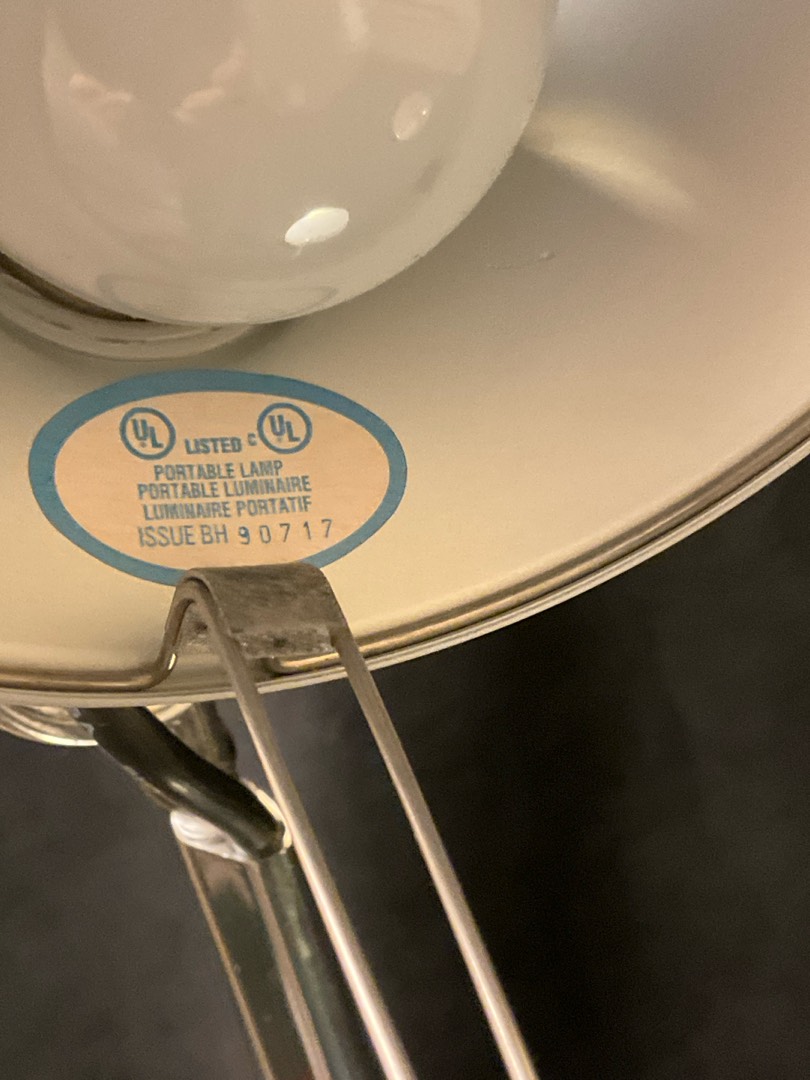 UL LISTED C UL
PORTABLE LAMP
PORTABLE LUMINAIRE
LUMINAIRE PORTATIF
ISSUE BH 90717